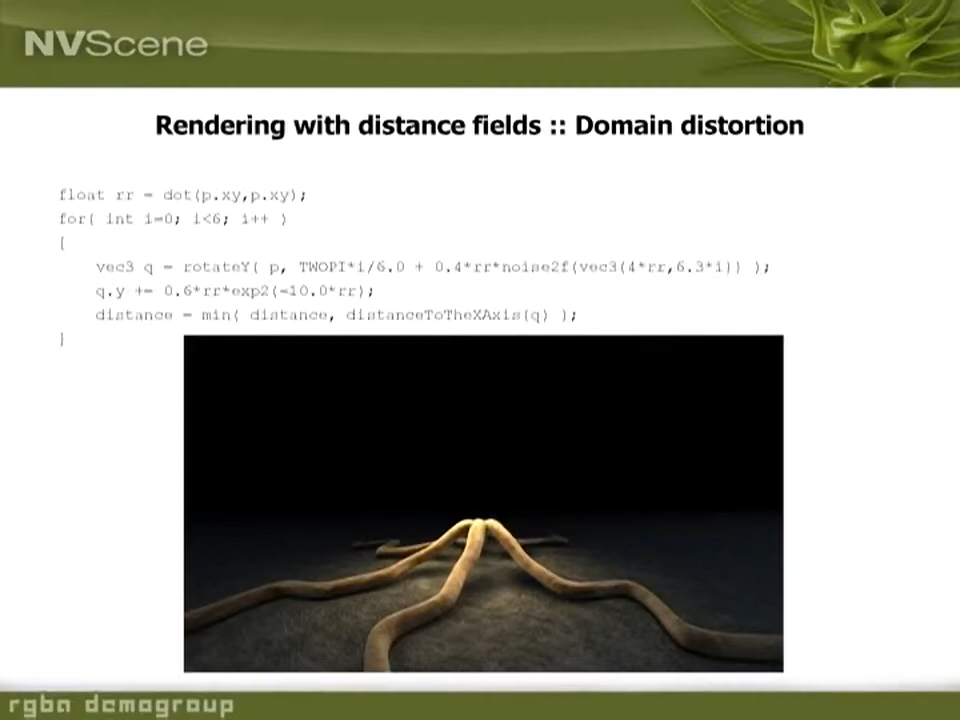 NVScene
Rendering with distance fields :: Domain distortion
float rr = dot(p.xy,p.xy);
for( int i=0; i<6; i++ )
{
vec3 q = rotateY( p, TWOPI*i/6.0 + 0.4*rr*noise2f(vec3(4*rr,6.3*i)) );
q.y += 0.6*rr*exp2(-10.0*rr);
distance = min( distance, distanceToTheXAxis(q) );
}
rgba demogroup